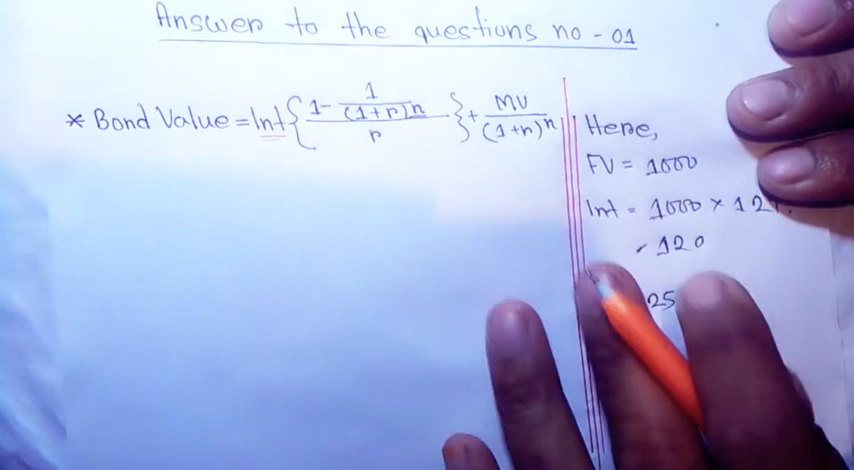 Answer to the questions no - 01
* Bond Value = Int { 1 - 1/(1+r)n / r } + MV/(1+r)^n
Here,
FV = 1000
Int = 1000 × 12
= 120
25